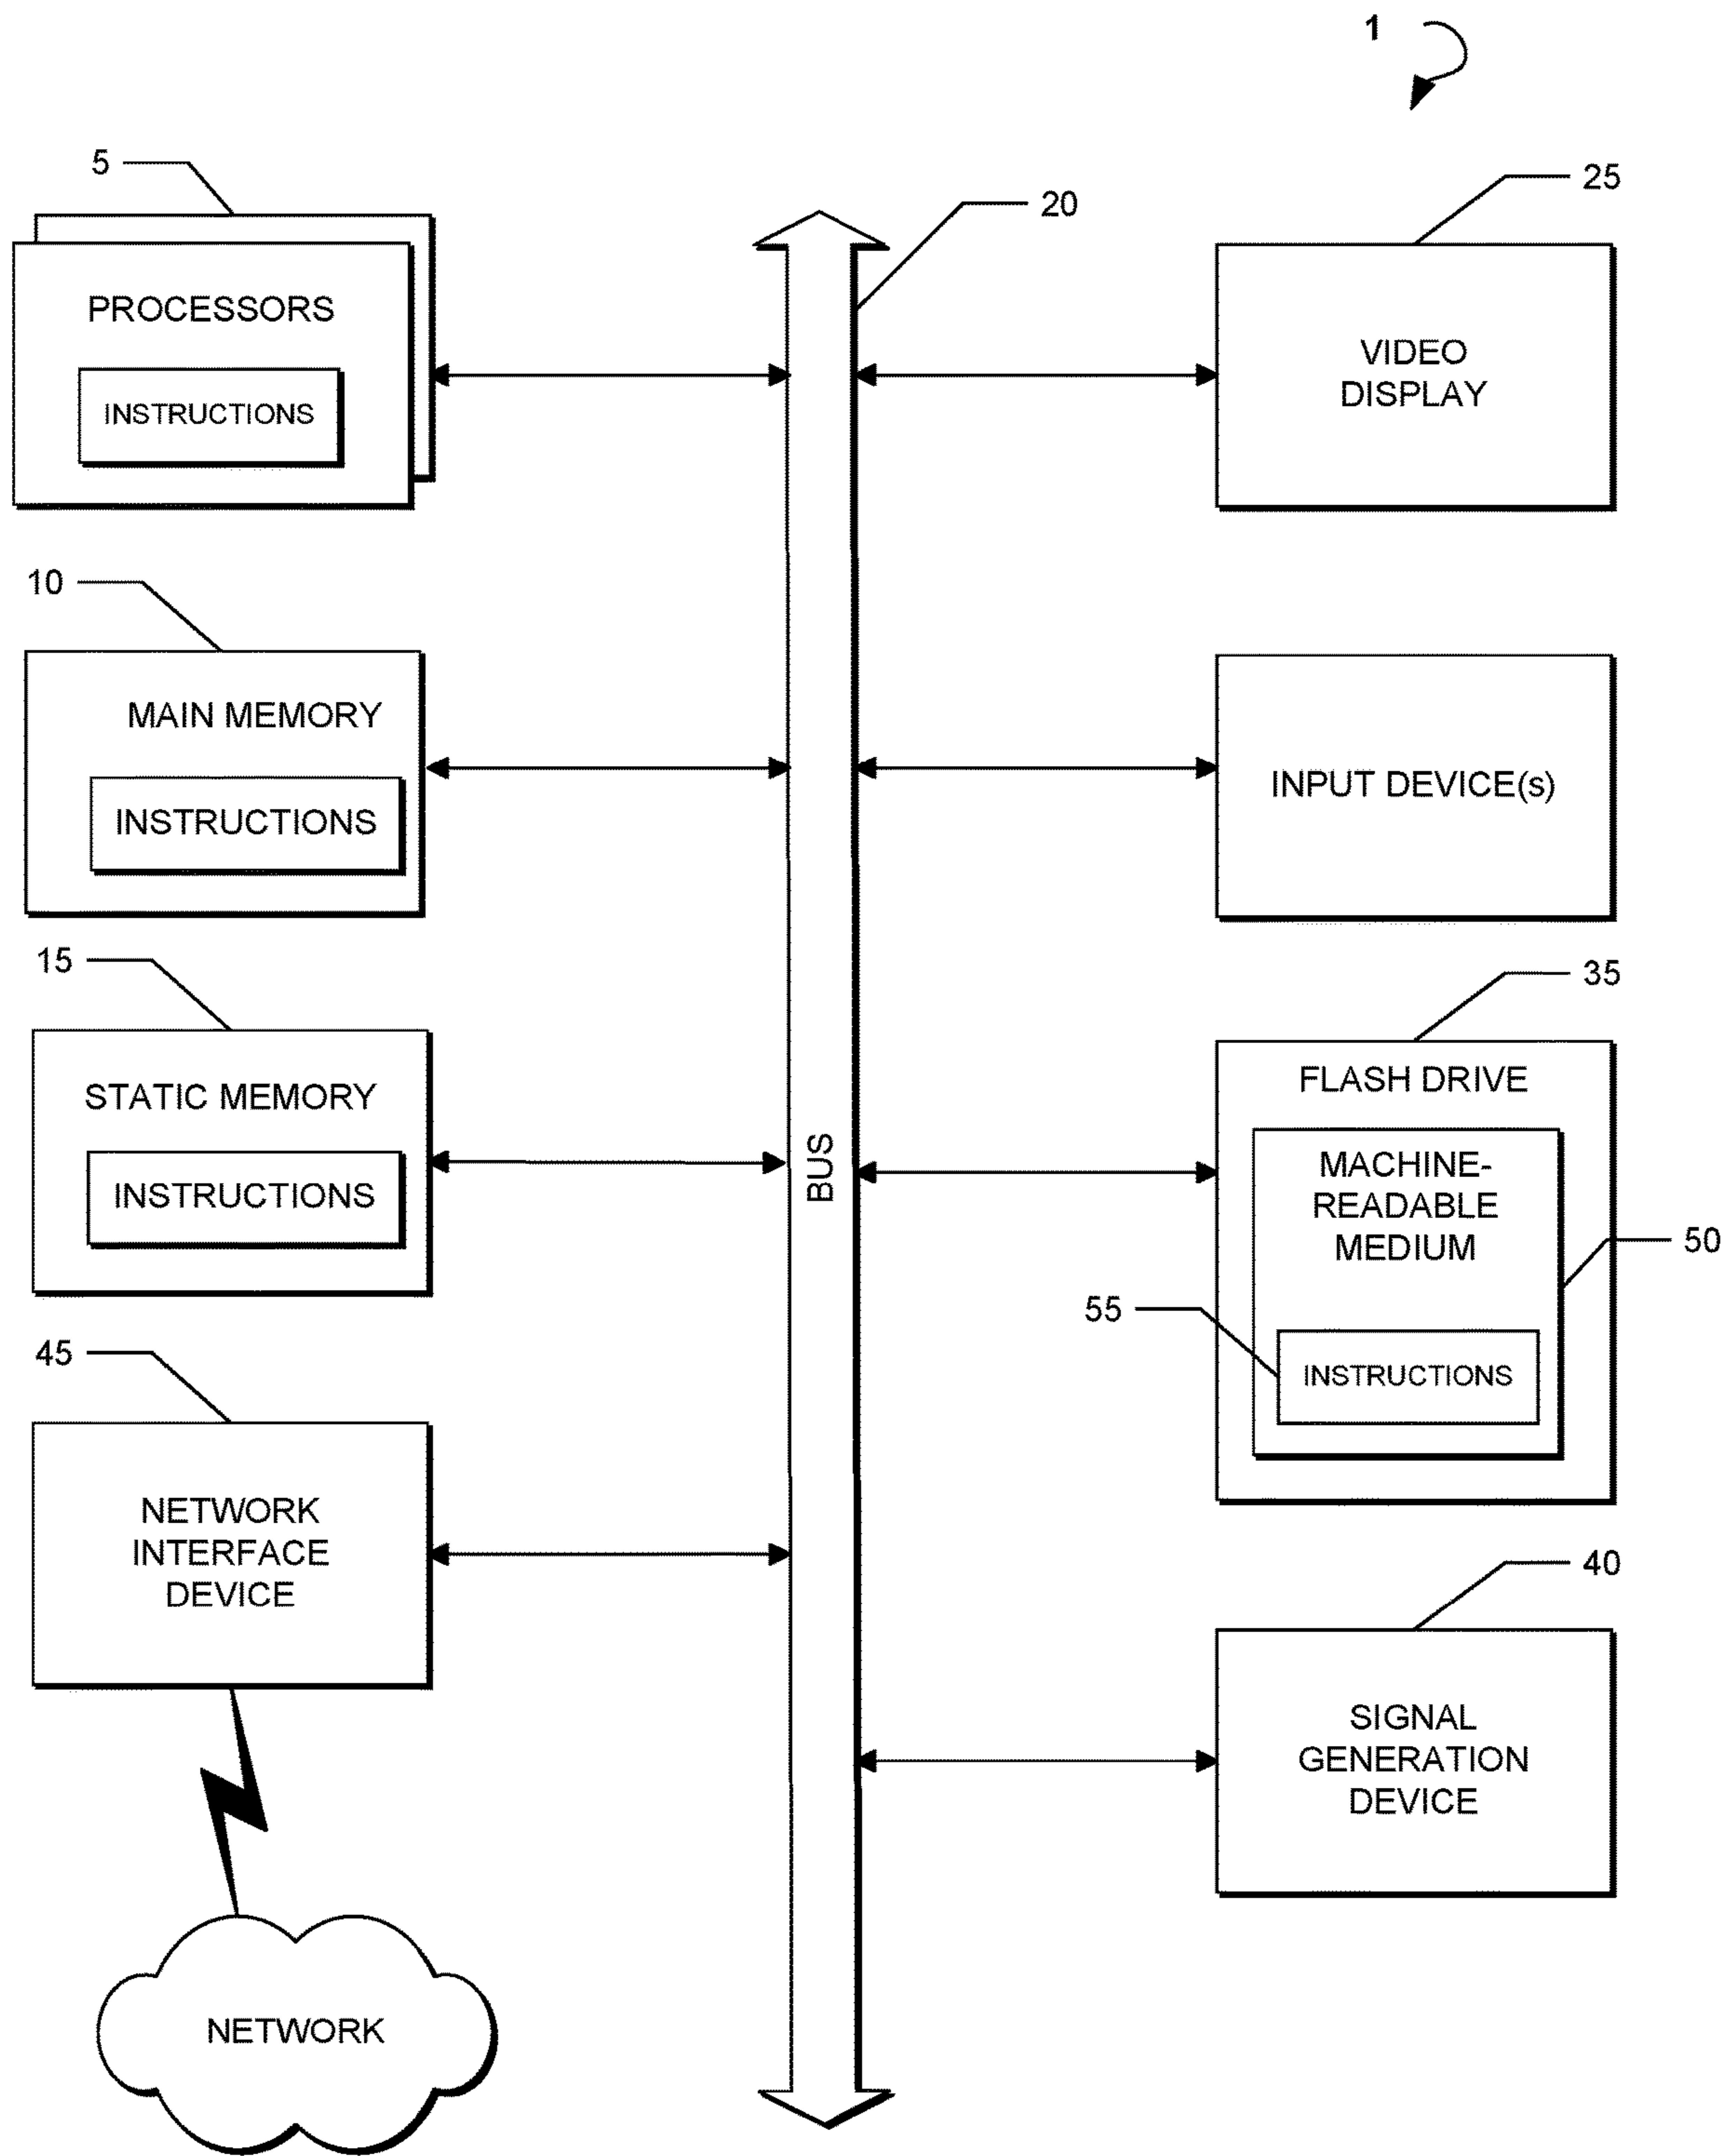 1
5
PROCESSORS
INSTRUCTIONS
20
25
VIDEO
DISPLAY
10
MAIN MEMORY
INSTRUCTIONS
INPUT DEVICE(s)
15
STATIC MEMORY
INSTRUCTIONS
BUS
35
FLASH DRIVE
MACHINE-
READABLE
MEDIUM
50
55
INSTRUCTIONS
45
NETWORK
INTERFACE
DEVICE
40
SIGNAL
GENERATION
DEVICE
NETWORK